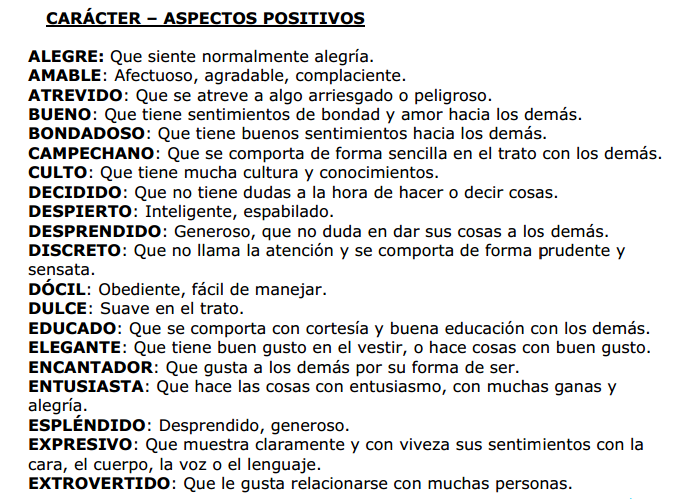 CARÁCTER – ASPECTOS POSITIVOS
ALEGRE: Que siente normalmente alegría.
AMABLE: Afectuoso, agradable, complaciente.
ATREVIDO: Que se atreve a algo arriesgado o peligroso.
BUENO: Que tiene sentimientos de bondad y amor hacia los demás.
BONDADOSO: Que tiene buenos sentimientos hacia los demás.
CAMPECHANO: Que se comporta de forma sencilla en el trato con los demás.
CULTO: Que tiene mucha cultura y conocimientos.
DECIDIDO: Que no tiene dudas a la hora de hacer o decir cosas.
DESPIERTO: Inteligente, espabilado.
DESPRENDIDO: Generoso, que no duda en dar sus cosas a los demás.
DISCRETO: Que no llama la atención y se comporta de forma prudente y
sensata.
DÓCIL: Obediente, fácil de manejar.
DULCE: Suave en el trato.
EDUCADO: Que se comporta con cortesía y buena educación con los demás.
ELEGANTE: Que tiene buen gusto en el vestir, o hace cosas con buen gusto.
ENCANTADOR: Que gusta a los demás por su forma de ser.
ENTUSIASTA: Que hace las cosas con entusiasmo, con muchas ganas y
alegría.
ESPLÉNDIDO: Desprendido, generoso.
EXPRESIVO: Que muestra claramente y con viveza sus sentimientos con la
cara, el cuerpo, la voz o el lenguaje.
EXTROVERTIDO: Que le gusta relacionarse con muchas personas.